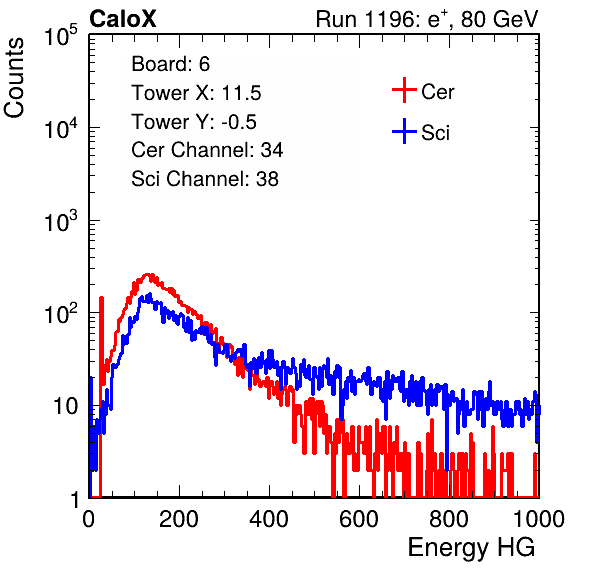 CaloX Run 1196: e⁺, 80 GeV
Counts
10⁵
10⁴
10³
10²
10
1
Board: 6
Tower X: 11.5
Tower Y: -0.5
Cer Channel: 34
Sci Channel: 38
Cer
Sci
0 200 400 600 800 1000
Energy HG